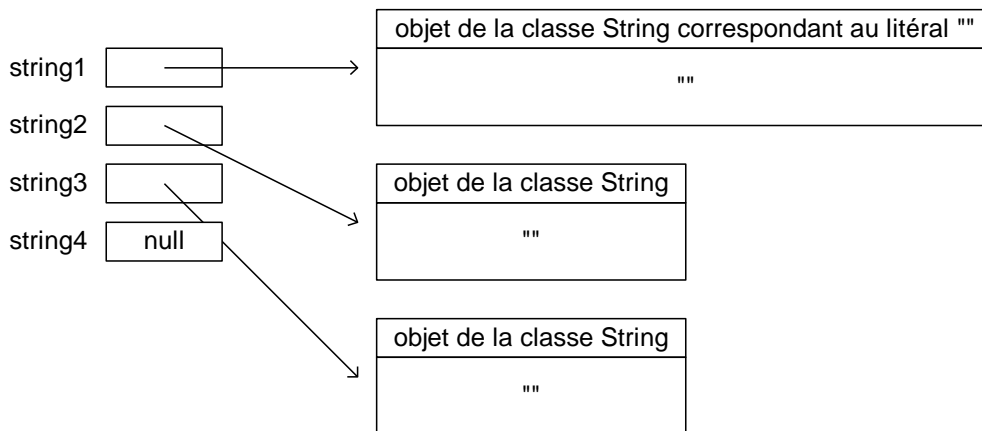 objet de la classe String correspondant au litéral ""
string1
""
string2
string3
objet de la classe String
string4
null
""
objet de la classe String
""